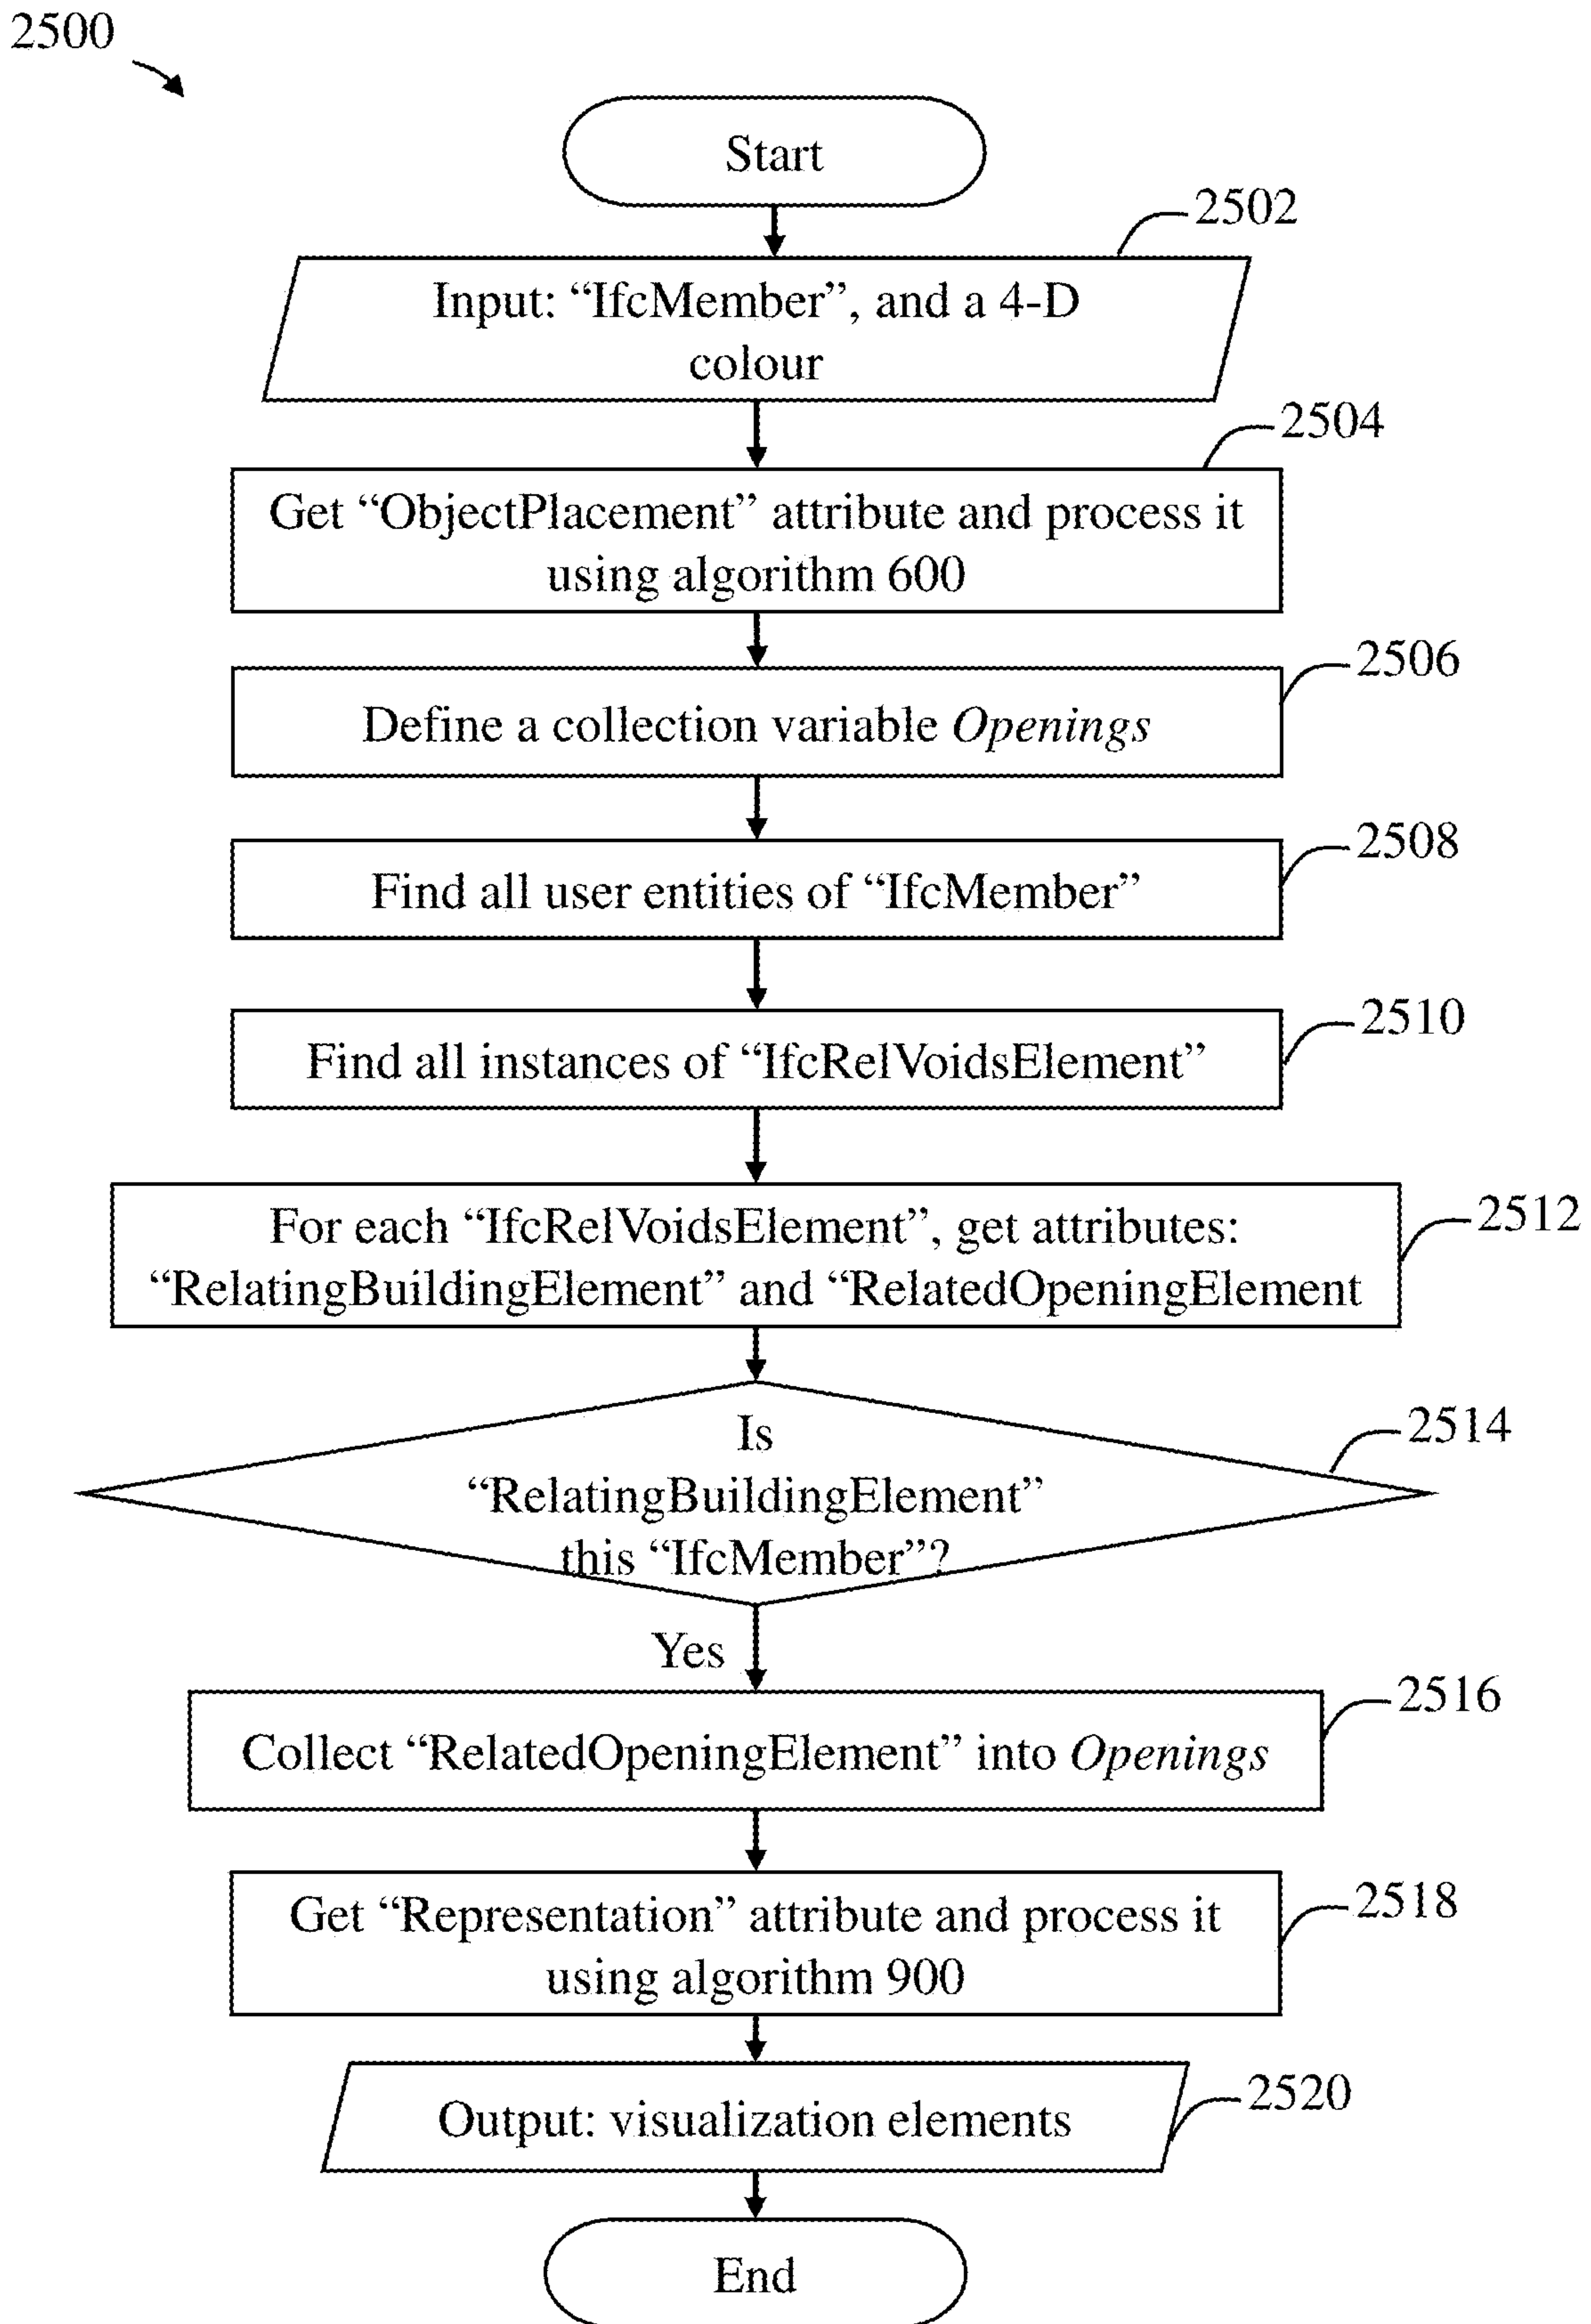 2500
Start
2502
Input: “IfcMember”, and a 4-D
colour
2504
Get “ObjectPlacement” attribute and process it
using algorithm 600
2506
Define a collection variable Openings
2508
Find all user entities of “IfcMember”
2510
Find all instances of “IfcRelVoidsElement”
2512
For each “IfcRelVoidsElement”, get attributes:
“RelatingBuildingElement” and “RelatedOpeningElement
2514
Is
“RelatingBuildingElement”
this “IfcMember”?
Yes
2516
Collect “RelatedOpeningElement” into Openings
2518
Get “Representation” attribute and process it
using algorithm 900
2520
Output: visualization elements
End